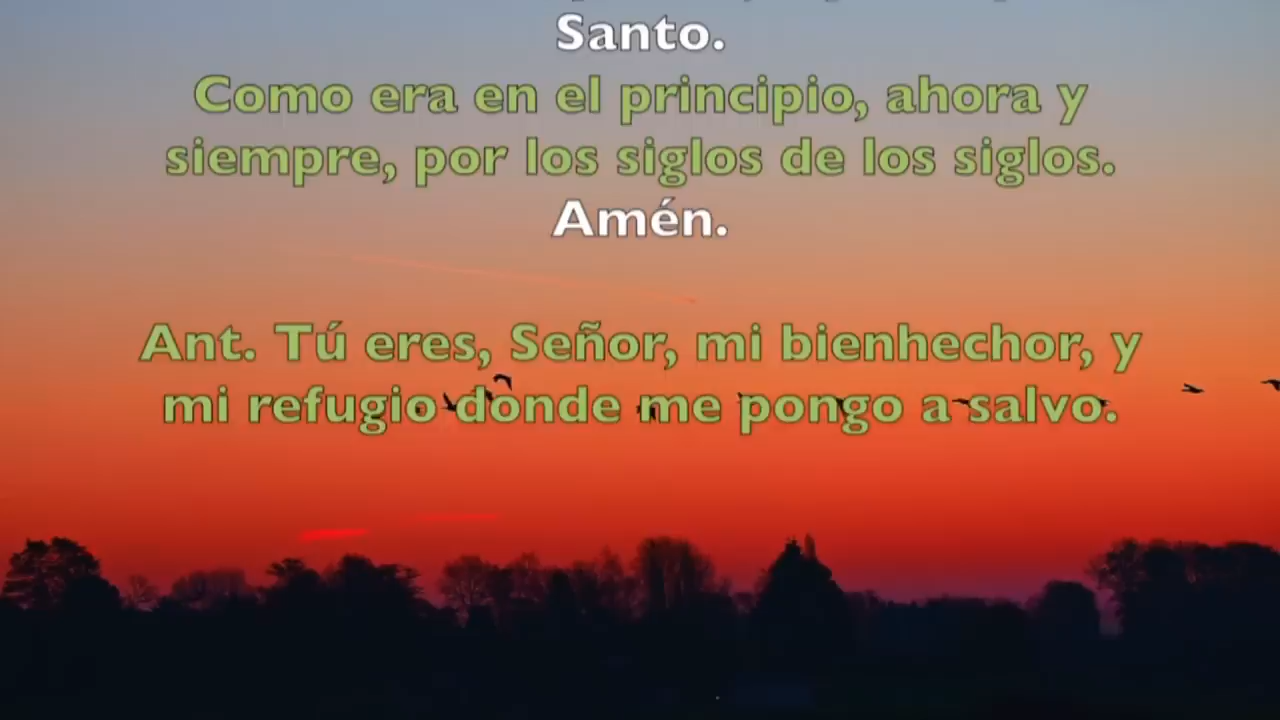 Santo.
Como era en el principio, ahora y
siempre, por los siglos de los siglos.
Amén.
Ant. Tú eres, Señor, mi bienhechor, y
mi refugio donde me pongo a salvo.